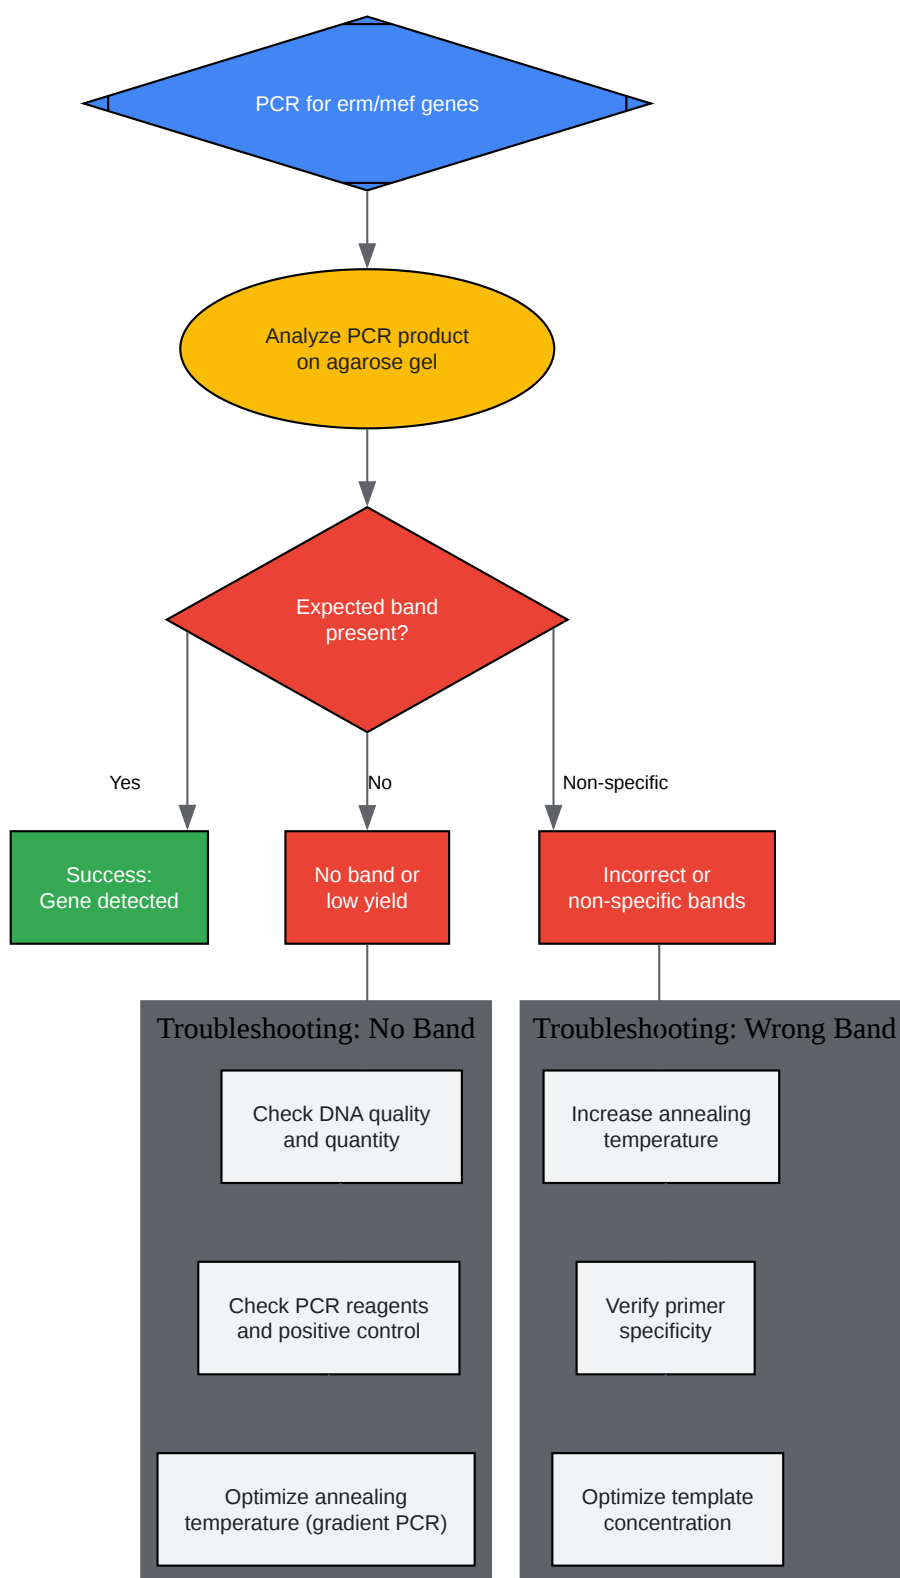 PCR for erm/mef genes
Analyze PCR product
on agarose gel
Expected band
present?
Yes
No
Non-specific
Success:
Gene detected
No band or
low yield
Incorrect or
non-specific bands
Troubleshooting: No Band
Check DNA quality
and quantity
Check PCR reagents
and positive control
Optimize annealing
temperature (gradient PCR)
Troubleshooting: Wrong Band
Increase annealing
temperature
Verify primer
specificity
Optimize template
concentration